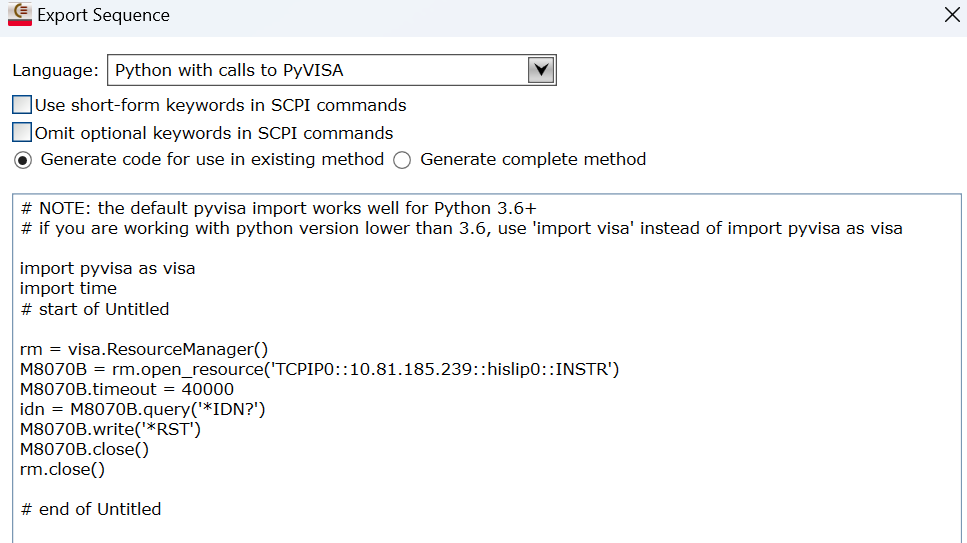 Export Sequence
Language: Python with calls to PyVISA
Use short-form keywords in SCPI commands
Omit optional keywords in SCPI commands
Generate code for use in existing method Generate complete method
# NOTE: the default pyvisa import works well for Python 3.6+
# if you are working with python version lower than 3.6, use 'import visa' instead of import pyvisa as visa
import pyvisa as visa
import time
# start of Untitled
rm = visa.ResourceManager()
M8070B = rm.open_resource('TCPIP0::10.81.185.239::hislip0::INSTR')
M8070B.timeout = 40000
idn = M8070B.query('*IDN?')
M8070B.write('*RST')
M8070B.close()
rm.close()
# end of Untitled